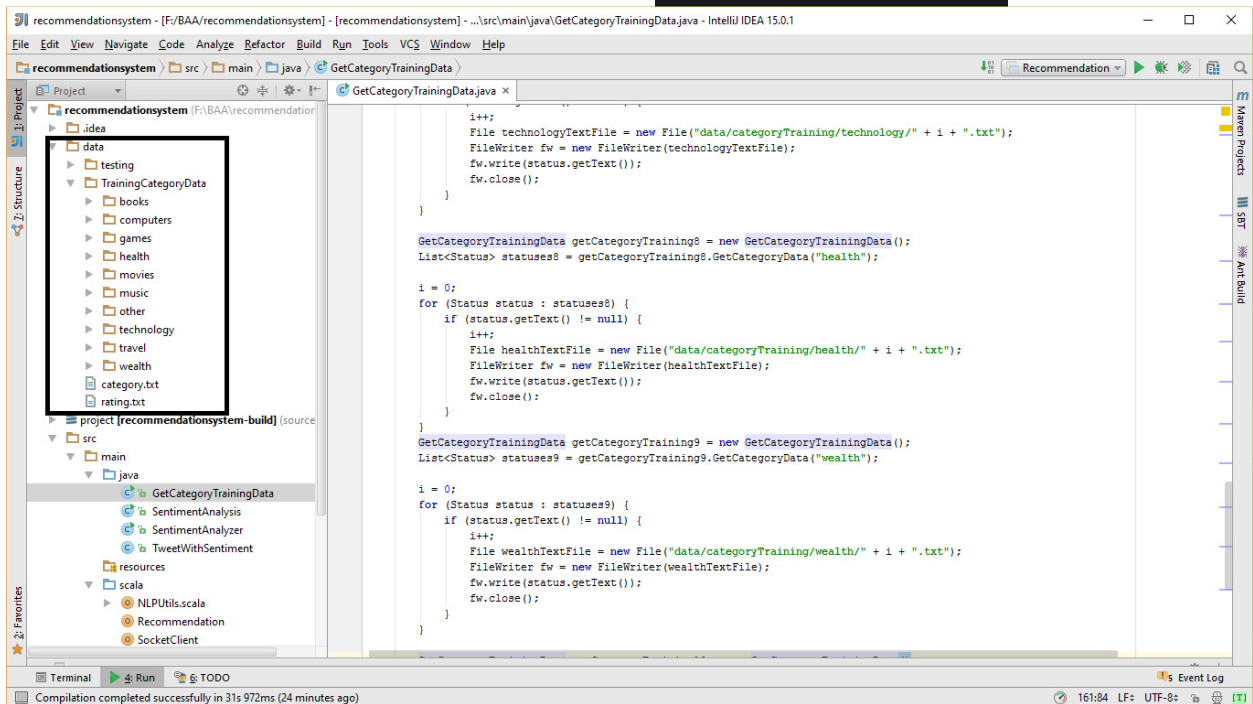 recommendationsystem - [F:/BAA/recommendationsystem] - [recommendationsystem] - ...\src\main\java\GetCategoryTrainingData.java - IntelliJ IDEA 15.0.1
File Edit View Navigate Code Analyze Refactor Build Run Tools VCS Window Help
recommendationsystem src main java GetCategoryTrainingData
Recommendation
1: Project
7: Structure
2: Favorites
Project
recommendationsystem (F:\BAA\recommendation
.idea
data
testing
TrainingCategoryData
books
computers
games
health
movies
music
other
technology
travel
wealth
category.txt
rating.txt
project [recommendationsystem-build] (source
src
main
java
GetCategoryTrainingData
SentimentAnalysis
SentimentAnalyzer
TweetWithSentiment
resources
scala
NLPUtils.scala
Recommendation
SocketClient
GetCategoryTrainingData.java ×
i++;
File technologyTextFile = new File("data/categoryTraining/technology/" + i + ".txt");
FileWriter fw = new FileWriter(technologyTextFile);
fw.write(status.getText());
fw.close();
}
}
GetCategoryTrainingData getCategoryTraining8 = new GetCategoryTrainingData();
List<Status> statuses8 = getCategoryTraining8.GetCategoryData("health");
i = 0;
for (Status status : statuses8) {
if (status.getText() != null) {
i++;
File healthTextFile = new File("data/categoryTraining/health/" + i + ".txt");
FileWriter fw = new FileWriter(healthTextFile);
fw.write(status.getText());
fw.close();
}
}
GetCategoryTrainingData getCategoryTraining9 = new GetCategoryTrainingData();
List<Status> statuses9 = getCategoryTraining9.GetCategoryData("wealth");
i = 0;
for (Status status : statuses9) {
if (status.getText() != null) {
i++;
File wealthTextFile = new File("data/categoryTraining/wealth/" + i + ".txt");
FileWriter fw = new FileWriter(wealthTextFile);
fw.write(status.getText());
fw.close();
}
}
Maven Projects
SBT
Ant Build
Terminal 4: Run 6: TODO 5 Event Log
Compilation completed successfully in 31s 972ms (24 minutes ago) 161:84 LF÷ UTF-8÷ [T]